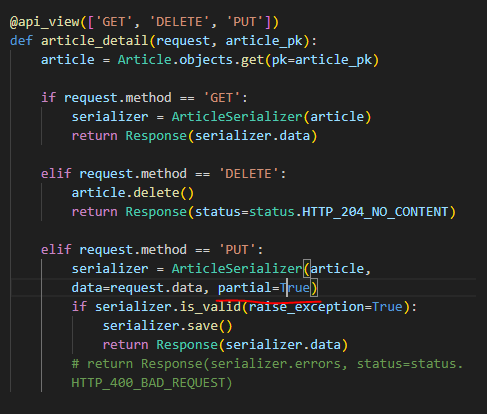 @api_view(['GET', 'DELETE', 'PUT'])
def article_detail(request, article_pk):
    article = Article.objects.get(pk=article_pk)

    if request.method == 'GET':
        serializer = ArticleSerializer(article)
        return Response(serializer.data)

    elif request.method == 'DELETE':
        article.delete()
        return Response(status=status.HTTP_204_NO_CONTENT)

    elif request.method == 'PUT':
        serializer = ArticleSerializer(article,
        data=request.data, partial=True)
        if serializer.is_valid(raise_exception=True):
            serializer.save()
            return Response(serializer.data)
        # return Response(serializer.errors, status=status.
        HTTP_400_BAD_REQUEST)